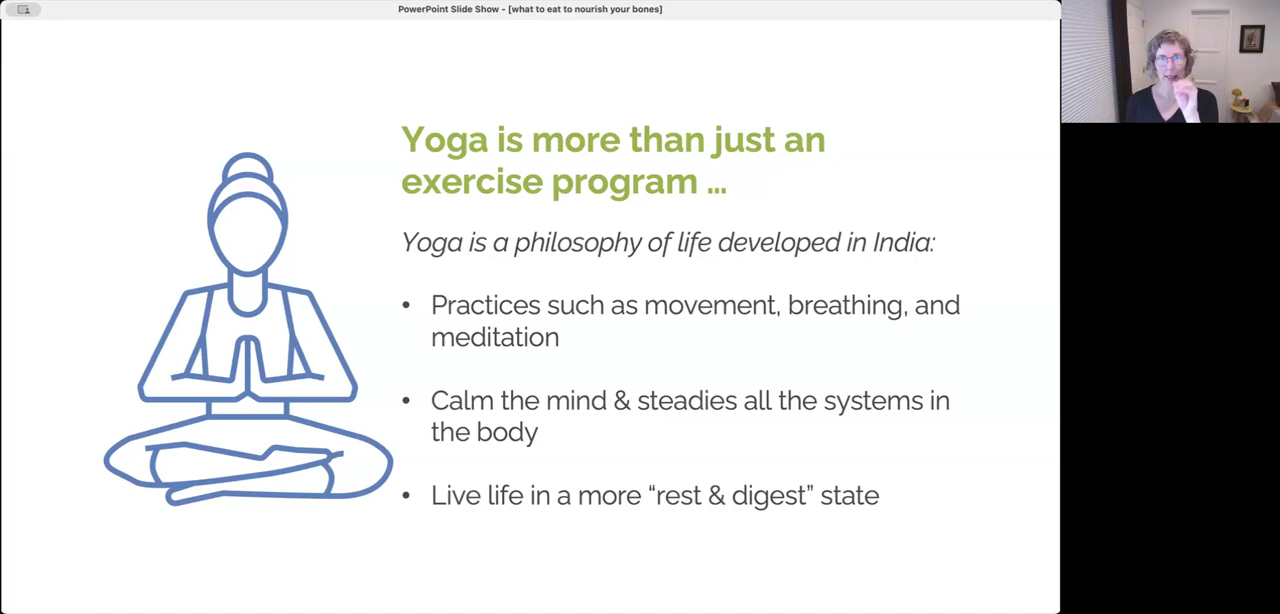 PowerPoint Slide Show - [what to eat to nourish your bones]
Yoga is more than just an
exercise program ...
Yoga is a philosophy of life developed in India:
• Practices such as movement, breathing, and
meditation
• Calm the mind & steadies all the systems in
the body
• Live life in a more “rest & digest” state